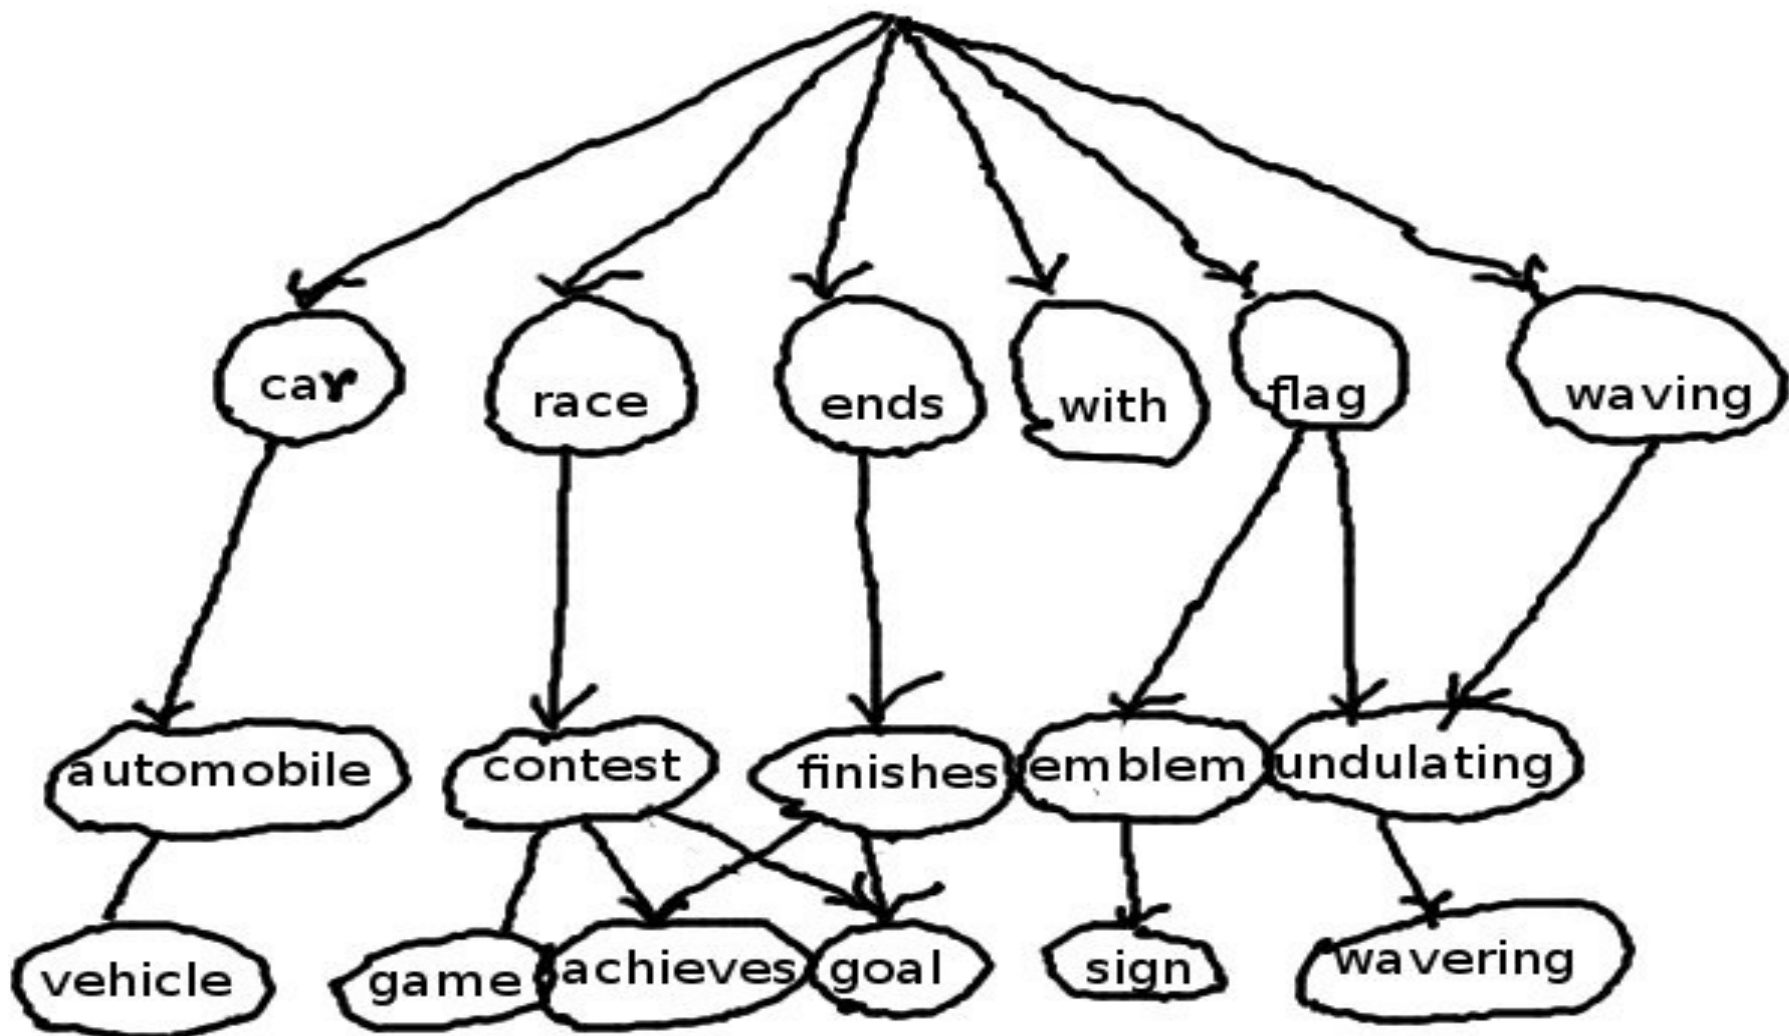 car race ends with flag waving
automobile contest finishes emblem undulating
vehicle game achieves goal sign wavering